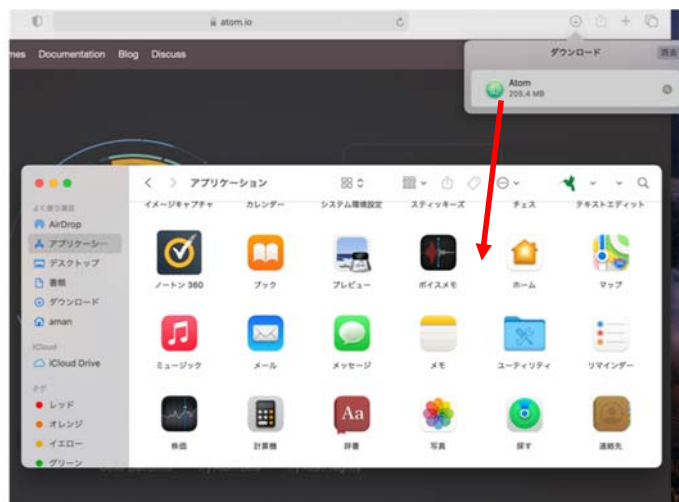 atom.io
mes Documentation Blog Discuss
ダウンロード 消去
Atom
205.4 MB
アプリケーション
よく使う項目
AirDrop
アプリケーシ…
デスクトップ
書類
ダウンロード
aman
iCloud
iCloud Drive
タグ
レッド
オレンジ
イエロー
グリーン
イメージキャプチャ カレンダー システム環境設定 スティッキーズ チェス テキストエディット
ノートン 360 ブック プレビュー ボイスメモ ホーム マップ
ミュージック メール メッセージ メモ ユーティリティ リマインダー
Aa
株価 計算機 辞書 写真 探す 連絡先